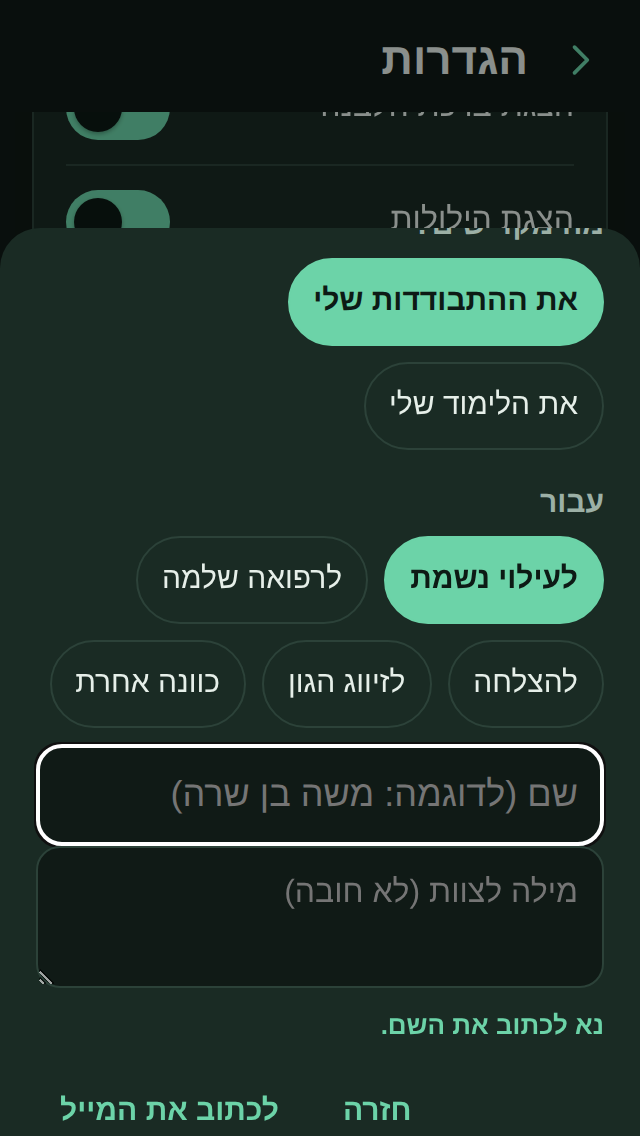 הגדרות
הצגת הילולות
את ההתבודדות שלי
את הלימוד שלי
עבור
לעילוי נשמת
לרפואה שלמה
להצלחה
לזיווג הגון
כוונה אחרת
שם (לדוגמה: משה בן שרה)
מילה לצוות (לא חובה)
נא לכתוב את השם.
חזרה
לכתוב את המייל